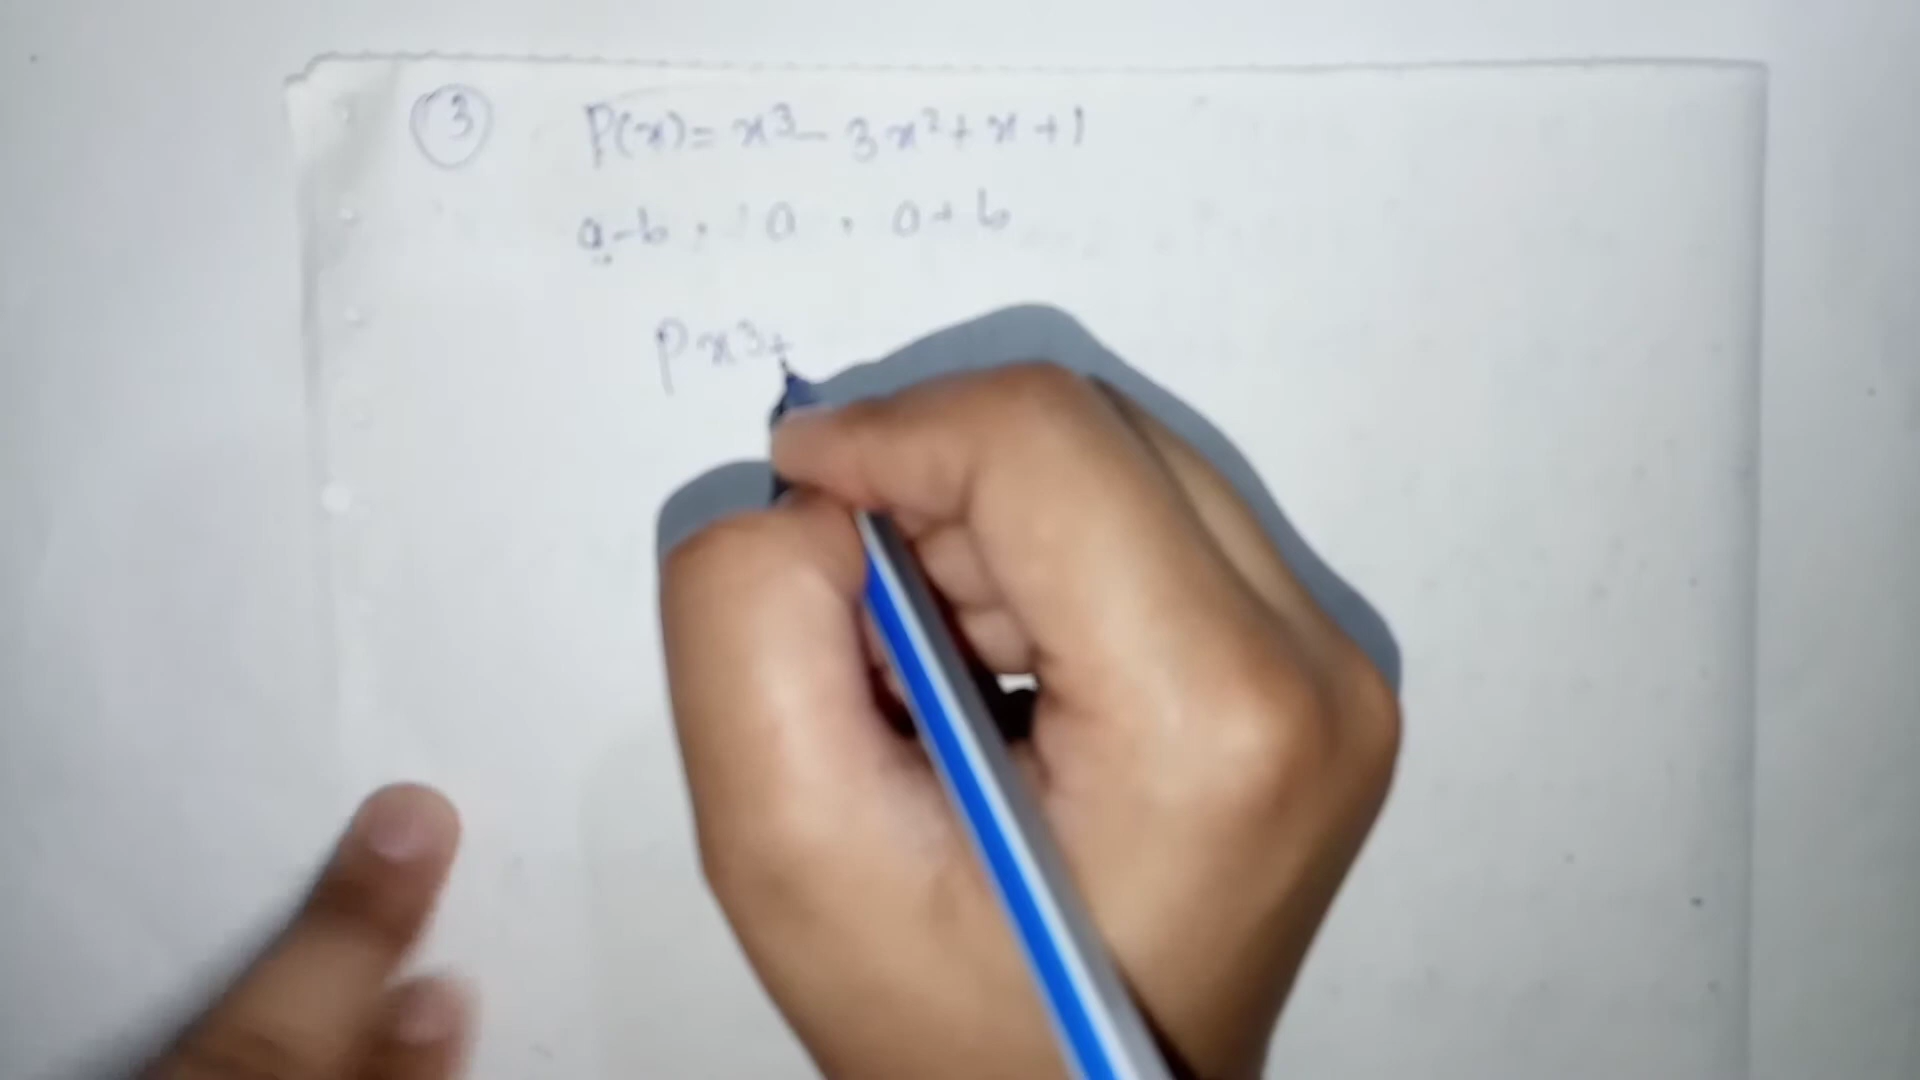 3 P(x) = x³ - 3x² + x + 1
a-b, a, a+b
px³+